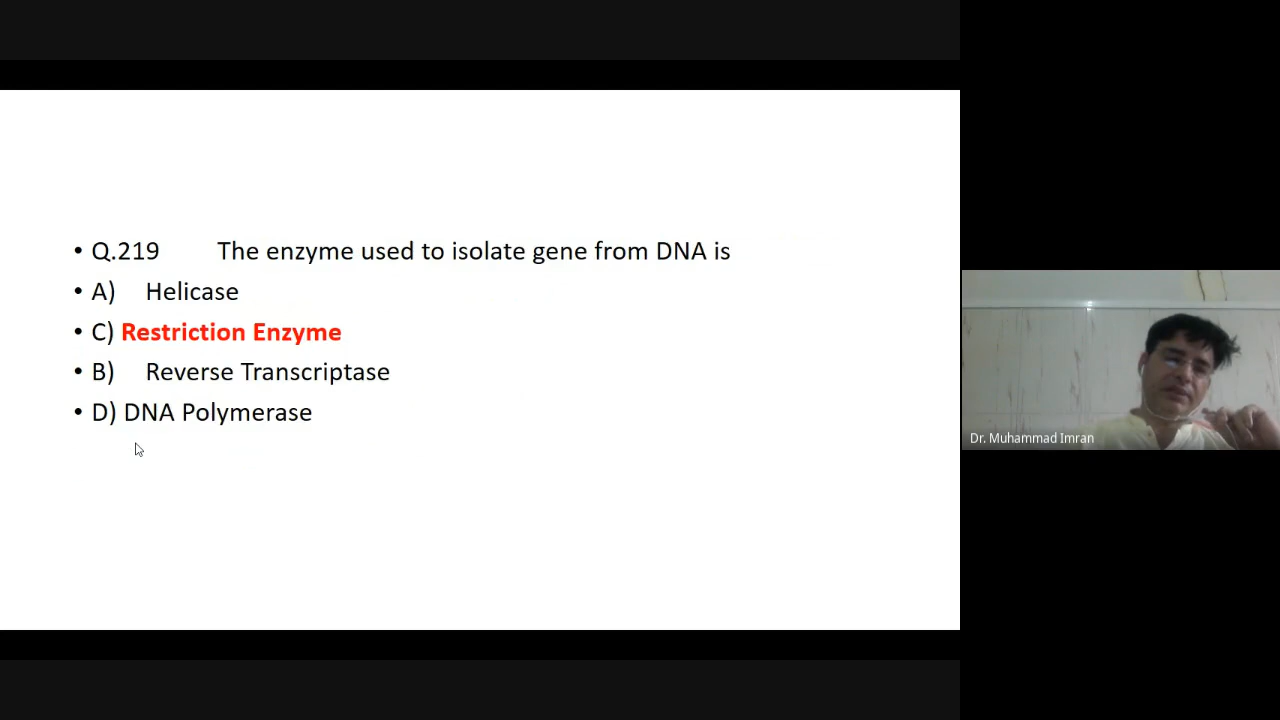 • Q.219 The enzyme used to isolate gene from DNA is
• A) Helicase
• C) Restriction Enzyme
• B) Reverse Transcriptase
• D) DNA Polymerase
Dr. Muhammad Imran